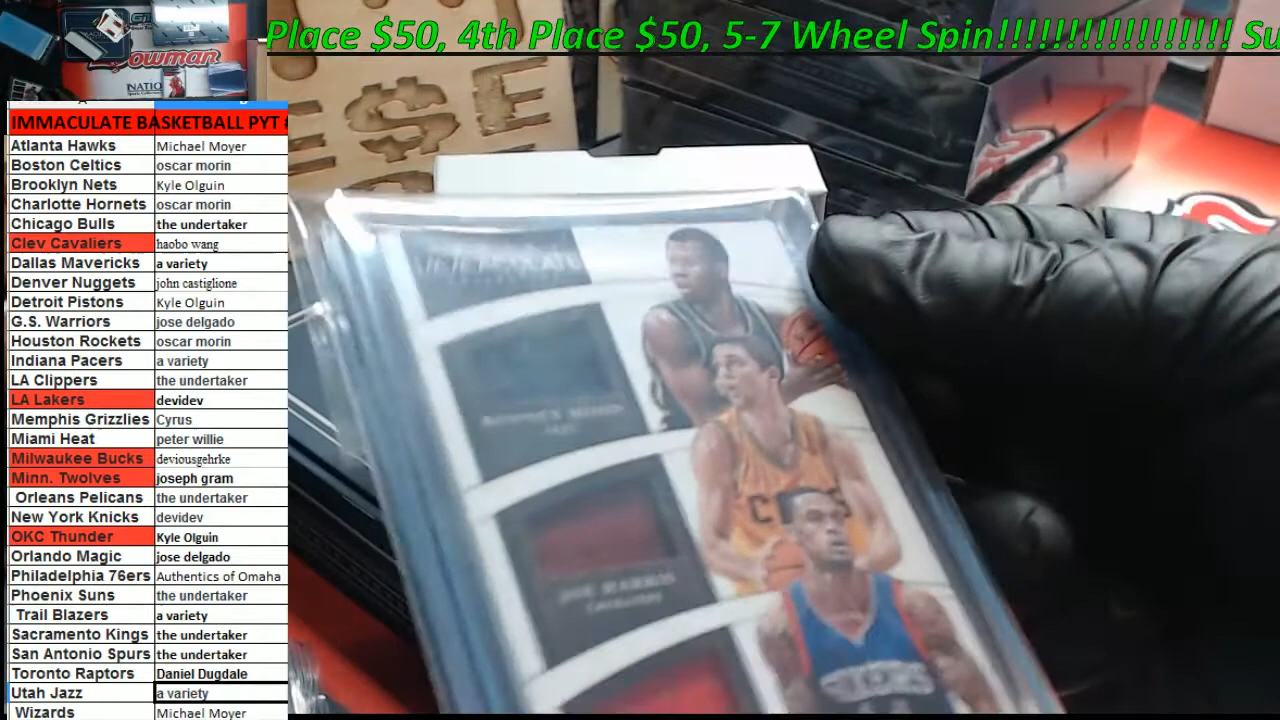 Place $50, 4th Place $50, 5-7 Wheel Spin!!!!!!!!!!!!!!!!! Su
owman
NATIO
E$E
IMMACULATE BASKETBALL PYT
Atlanta Hawks Michael Moyer
Boston Celtics oscar morin
Brooklyn Nets Kyle Olguin
Charlotte Hornets oscar morin
Chicago Bulls the undertaker
Clev Cavaliers haobo wang
Dallas Mavericks a variety
Denver Nuggets john castiglione
Detroit Pistons Kyle Olguin
G.S. Warriors jose delgado
Houston Rockets oscar morin
Indiana Pacers a variety
LA Clippers the undertaker
LA Lakers devidev
Memphis Grizzlies Cyrus
Miami Heat peter willie
Milwaukee Bucks deviousgehrke
Minn. Twolves joseph gram
Orleans Pelicans the undertaker
New York Knicks devidev
OKC Thunder Kyle Olguin
Orlando Magic jose delgado
Philadelphia 76ers Authentics of Omaha
Phoenix Suns the undertaker
Trail Blazers a variety
Sacramento Kings the undertaker
San Antonio Spurs the undertaker
Toronto Raptors Daniel Dugdale
Utah Jazz a variety
Wizards Michael Moyer
JOE HARRIS